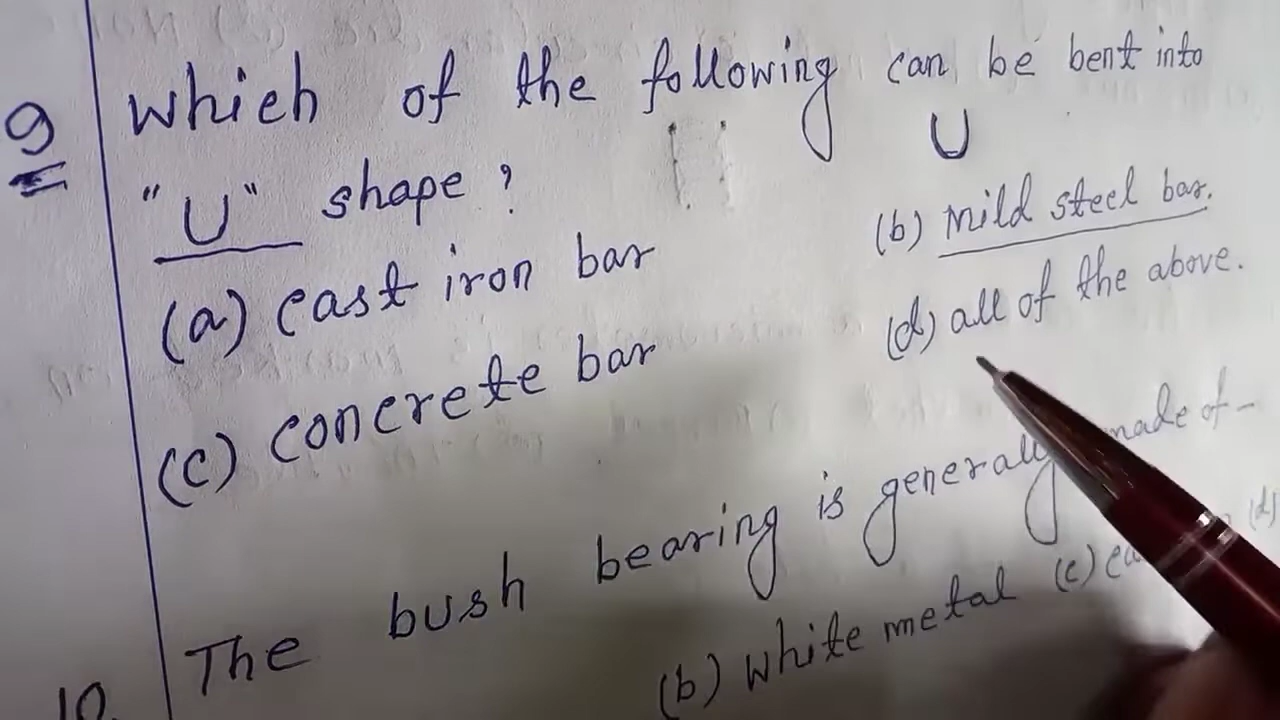 9 Which of the following can be bent into
"U" shape? U
(a) cast iron bar (b) mild steel bar.
(c) concrete bar (d) all of the above.
10. The bush bearing is generally made of -
(b) white metal (c) (d)